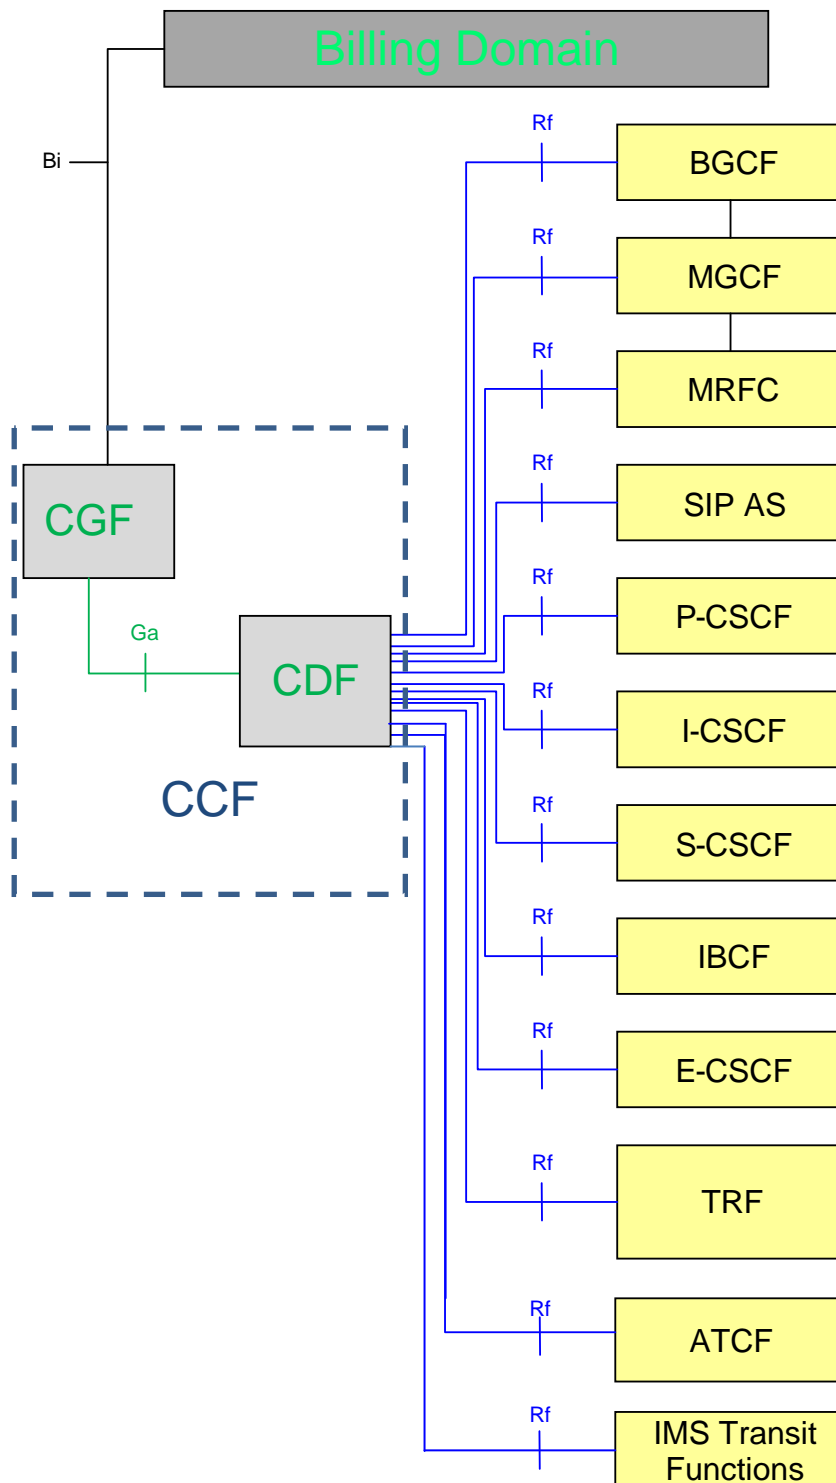 Billing Domain
Rf
BGCF
Bi
Rf
MGCF
Rf
MRFC
Rf
SIP AS
CGF
Rf
P-CSCF
Ga
CDF
Rf
I-CSCF
CCF
Rf
S-CSCF
Rf
IBCF
Rf
E-CSCF
Rf
TRF
Rf
ATCF
Rf
IMS Transit
Functions